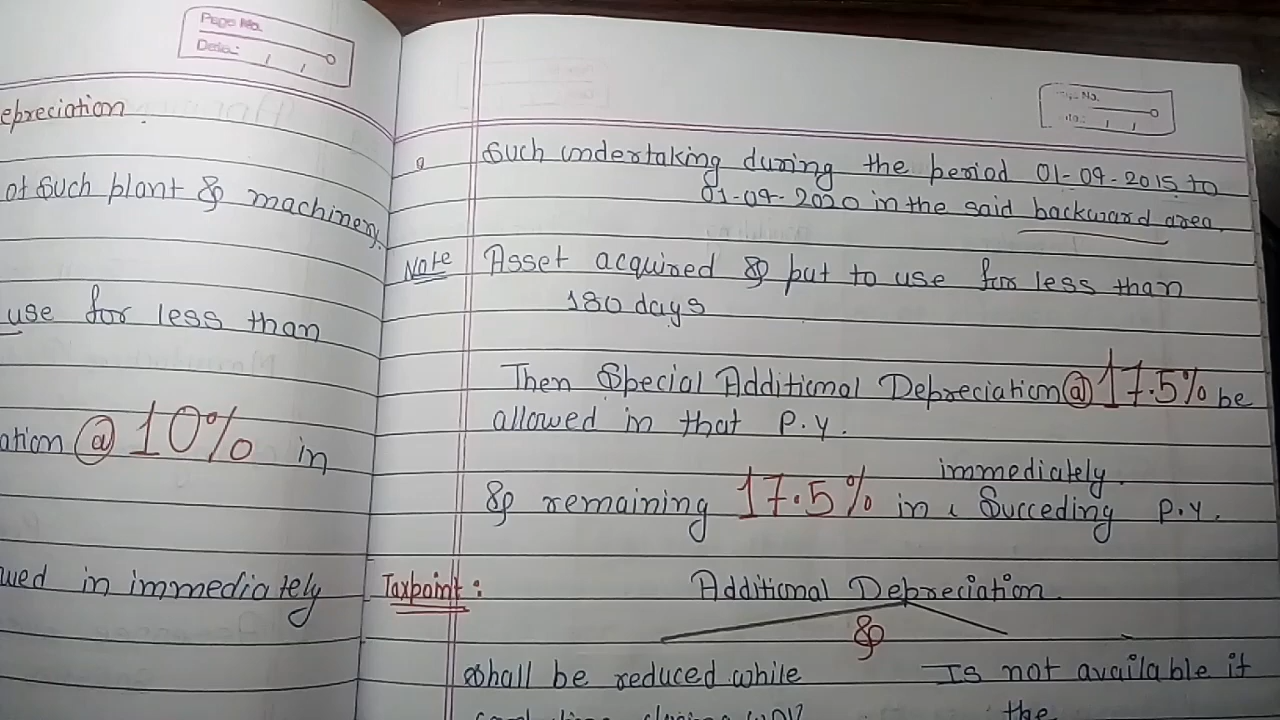 Page No.
Date: / /
epreciation.
of such plant & machinery.
use for less than
ation @ 10% in
wed in immediately
No.
Such undertaking during the period 01-04-2015 to
01-04-2020 in the said backward area.
Note Asset acquired & put to use for less than
180 days
Then Special Additional Depreciation @ 17.5% be
allowed in that P.Y.
immediately.
& remaining 17.5% in Succeding P.Y.
Taxpoint: Additional Depreciation
&
shall be reduced while Is not available if
the